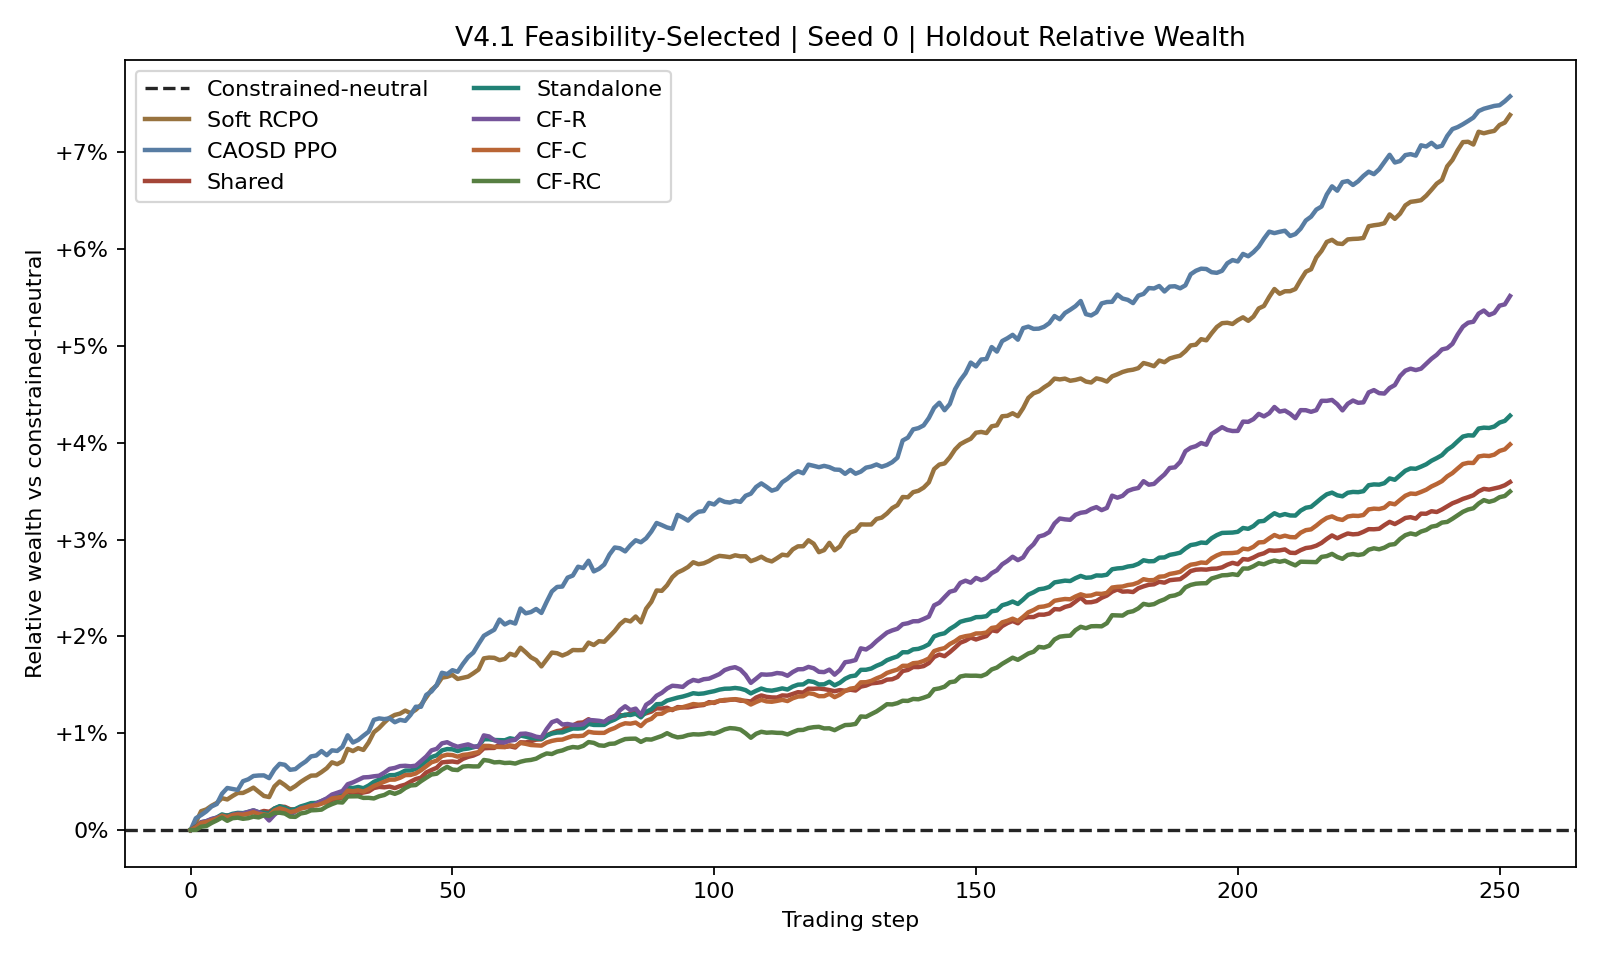 V4.1 Feasibility-Selected | Seed 0 | Holdout Relative Wealth
Constrained-neutral
Soft RCPO
CAOSD PPO
Shared
Standalone
CF-R
CF-C
CF-RC
Relative wealth vs constrained-neutral
+7%
+6%
+5%
+4%
+3%
+2%
+1%
0%
0 50 100 150 200 250
Trading step